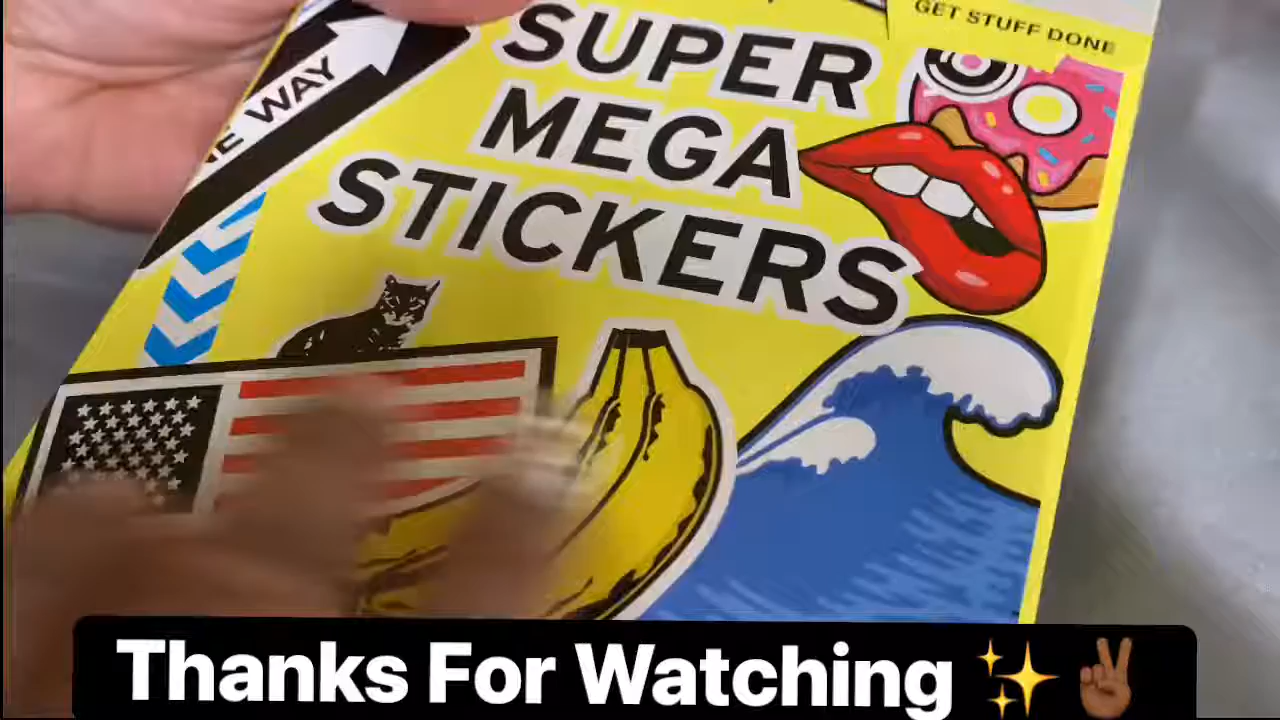 GET STUFF DONE
SUPER
MEGA
STICKERS
WAY
Thanks For Watching ✨✌🏾